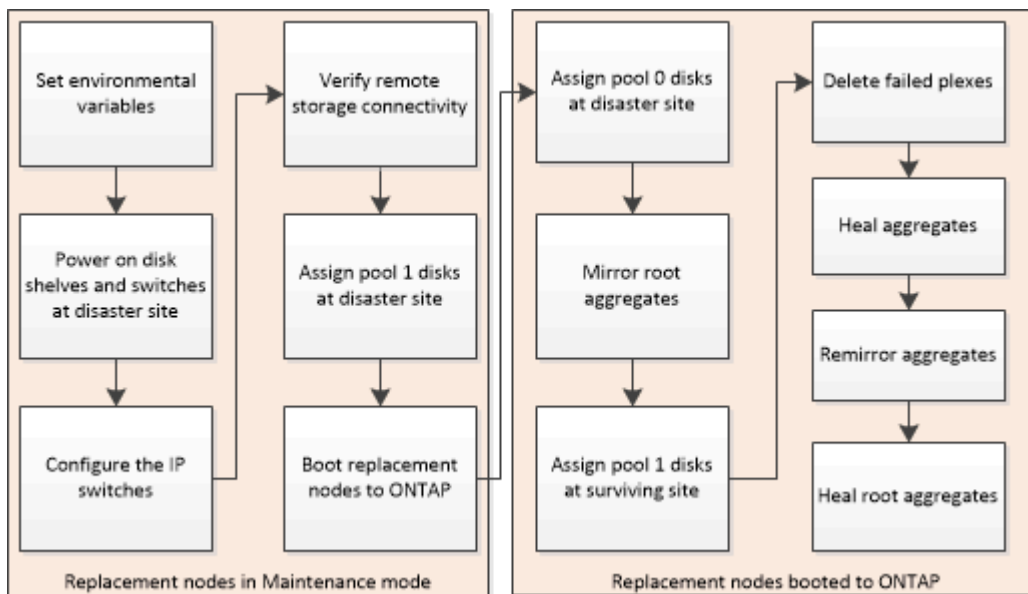 Set environmental
variables
Power on disk
shelves and switches
at disaster site
Configure the IP
switches
Verify remote
storage connectivity
Assign pool 1 disks
at disaster site
Boot replacement
nodes to ONTAP
Replacement nodes in Maintenance mode
Assign pool 0 disks
at disaster site
Mirror root
aggregates
Assign pool 1 disks
at surviving site
Delete failed plexes
Heal aggregates
Remirror aggregates
Heal root aggregates
Replacement nodes booted to ONTAP